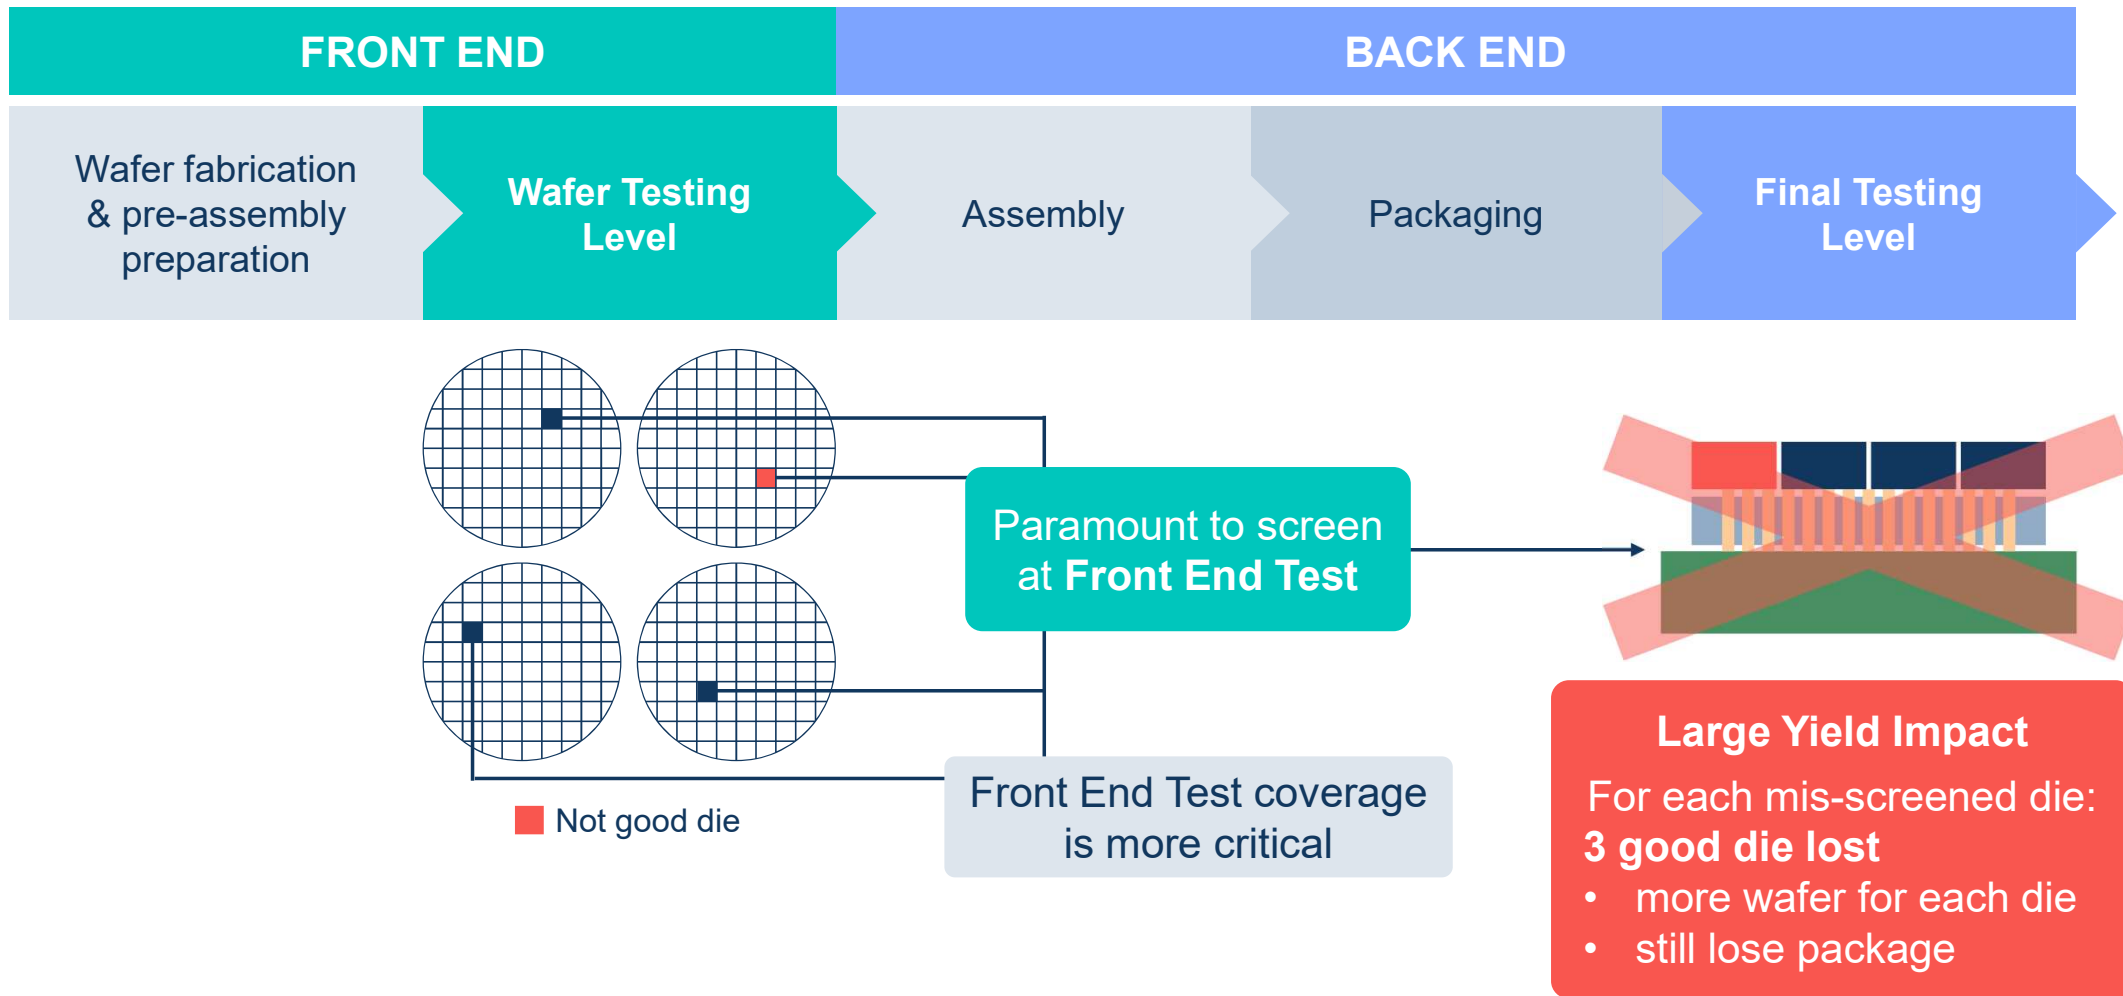 FRONT END
BACK END
Wafer fabrication
& pre-assembly
preparation
Wafer Testing
Level
Assembly
Packaging
Final Testing
Level
Paramount to screen
at Front End Test
Front End Test coverage
is more critical
Not good die
Large Yield Impact
For each mis-screened die:
3 good die lost
• more wafer for each die
• still lose package